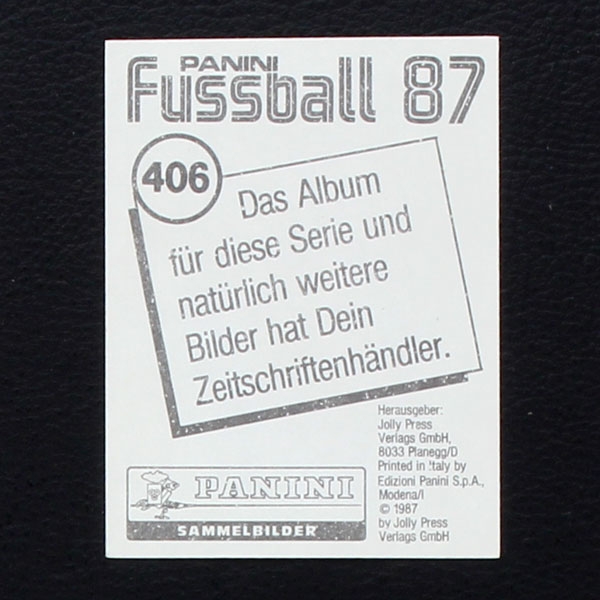 PANINI
Fussball 87
406
Das Album
für diese Serie und
natürlich weitere
Bilder hat Dein
Zeitschriftenhändler.
Herausgeber:
Jolly Press
Verlags GmbH,
8033 Planegg/D
Printed in Italy by
Edizioni Panini S.p.A.,
Modena/I
© 1987
by Jolly Press
Verlags GmbH
PANINI
SAMMELBILDER